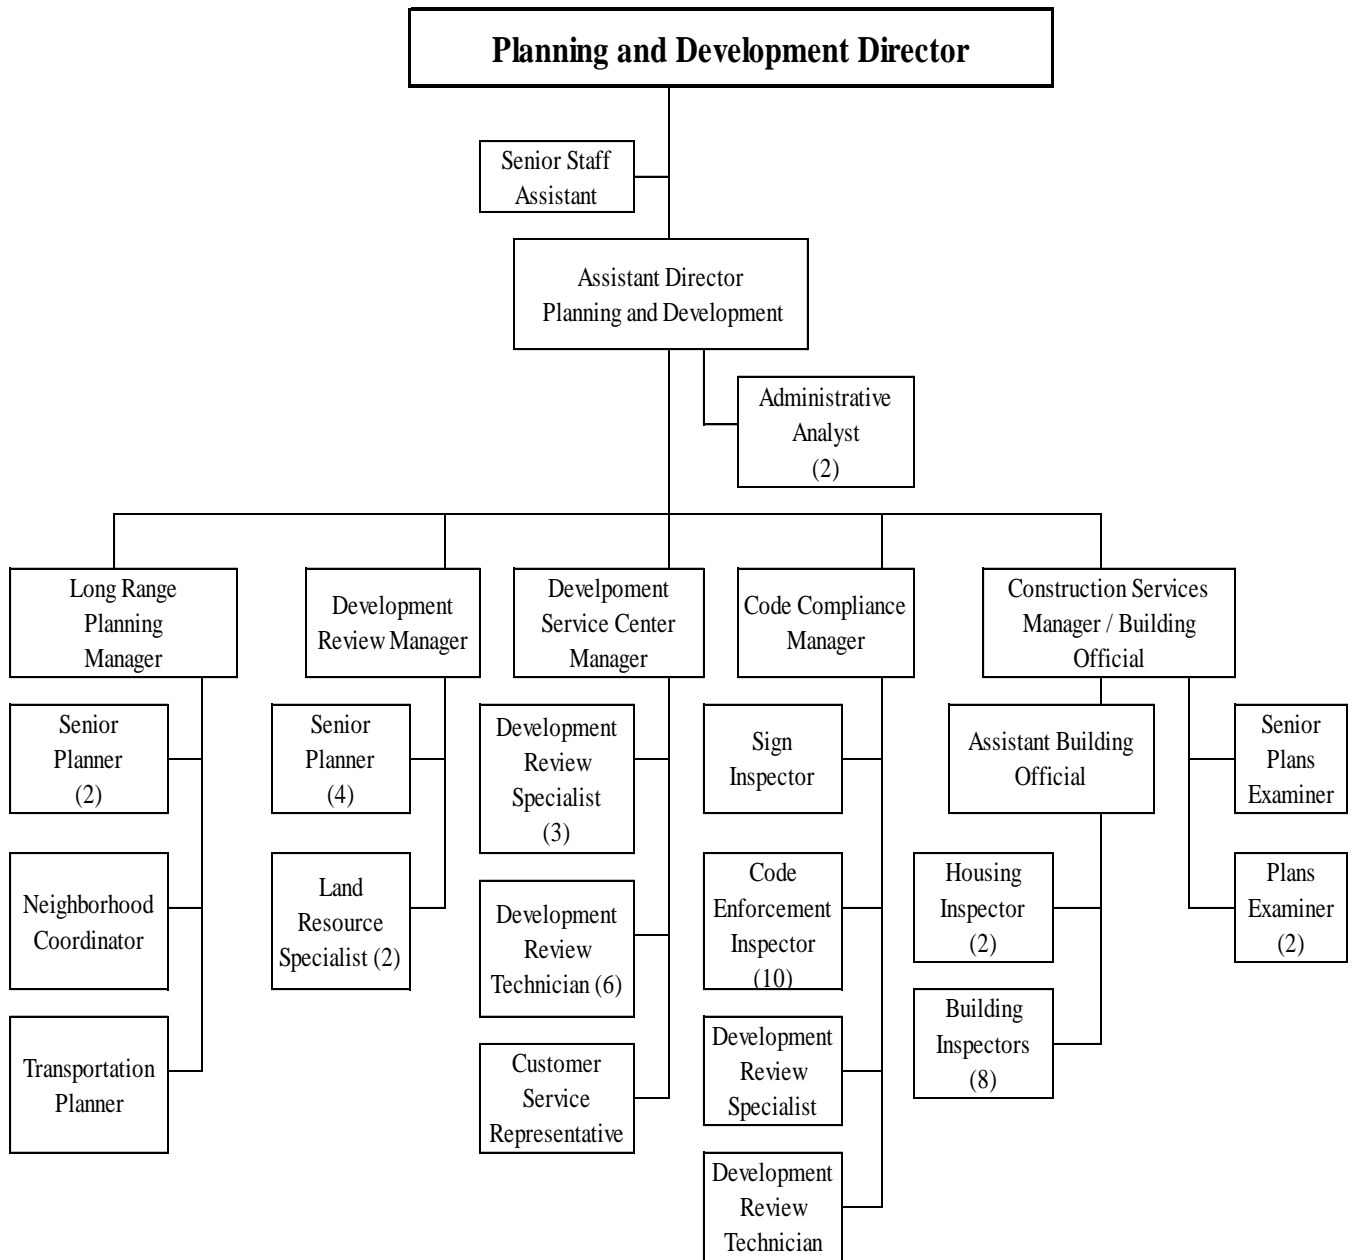 Planning and Development Director
Senior Staff
Assistant
Assistant Director
Planning and Development
Administrative
Analyst
(2)
Long Range
Planning
Manager
Development
Review Manager
Develpoment
Service Center
Manager
Code Compliance
Manager
Construction Services
Manager / Building
Official
Senior
Planner
(2)
Senior
Planner
(4)
Development
Review
Specialist
(3)
Sign
Inspector
Assistant Building
Official
Senior
Plans
Examiner
Neighborhood
Coordinator
Land
Resource
Specialist (2)
Development
Review
Technician (6)
Code
Enforcement
Inspector
(10)
Housing
Inspector
(2)
Plans
Examiner
(2)
Transportation
Planner
Customer
Service
Representative
Development
Review
Specialist
Building
Inspectors
(8)
Development
Review
Technician